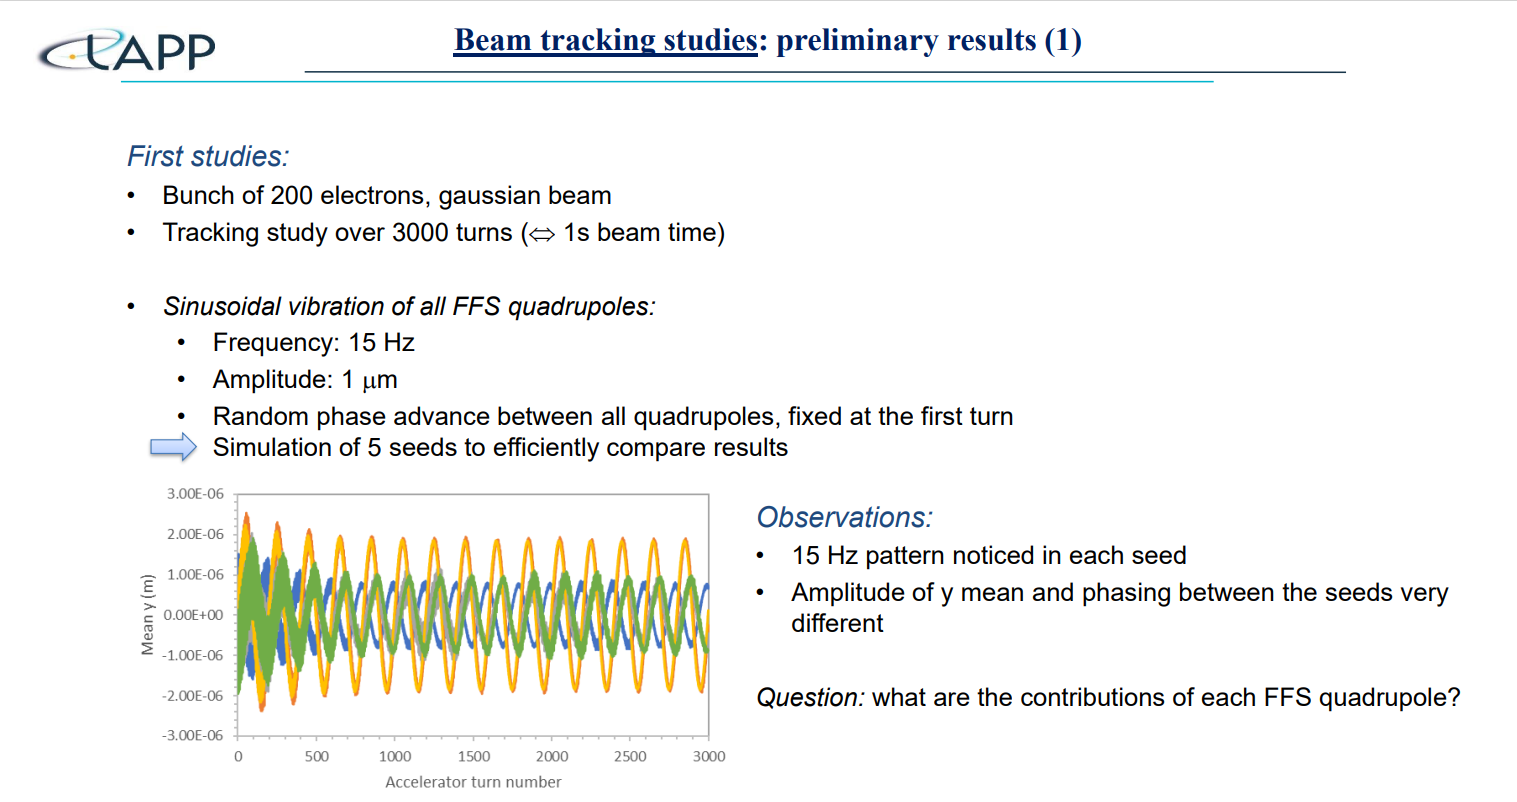 LAPP
Beam tracking studies: preliminary results (1)
First studies:
• Bunch of 200 electrons, gaussian beam
• Tracking study over 3000 turns (⇔ 1s beam time)
• Sinusoidal vibration of all FFS quadrupoles:
• Frequency: 15 Hz
• Amplitude: 1 μm
• Random phase advance between all quadrupoles, fixed at the first turn
Simulation of 5 seeds to efficiently compare results
3.00E-06
2.00E-06
1.00E-06
0.00E+00
-1.00E-06
-2.00E-06
-3.00E-06
Mean y (m)
0 500 1000 1500 2000 2500 3000
Accelerator turn number
Observations:
• 15 Hz pattern noticed in each seed
• Amplitude of y mean and phasing between the seeds very
different
Question: what are the contributions of each FFS quadrupole?